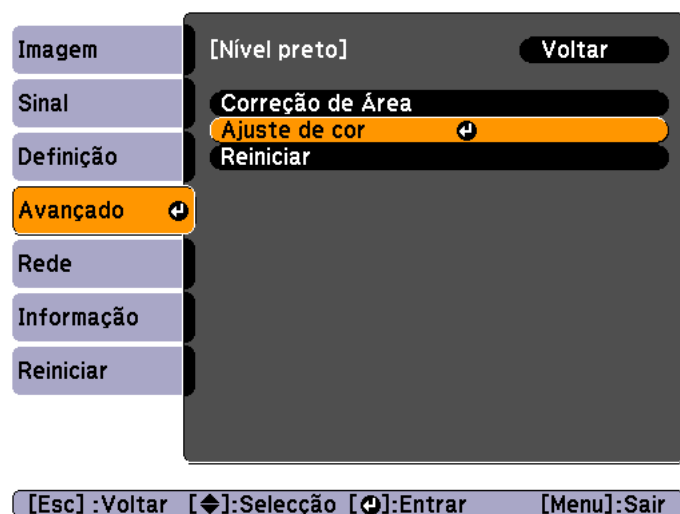 Imagem
Sinal
Definição
Avançado
Rede
Informação
Reiniciar
[Nível preto] Voltar
Correção de Área
Ajuste de cor
Reiniciar
[Esc] :Voltar [ ]:Selecção [ ]:Entrar [Menu]:Sair